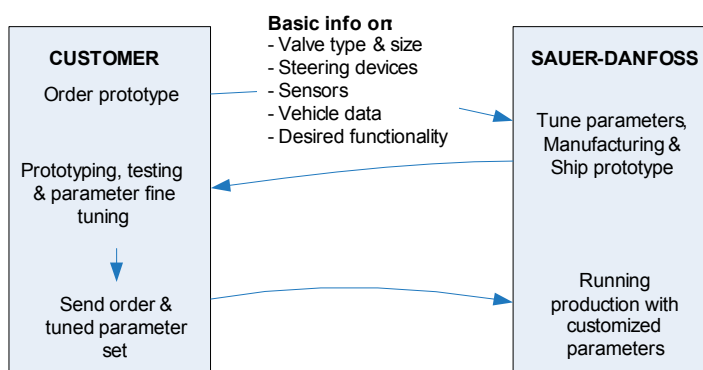 Basic info on:
- Valve type & size
- Steering devices
- Sensors
- Vehicle data
- Desired functionality
CUSTOMER
Order prototype
Prototyping, testing
& parameter fine
tuning
Send order &
tuned parameter
set
SAUER-DANFOSS
Tune parameters,
Manufacturing &
Ship prototype
Running
production with
customized
parameters